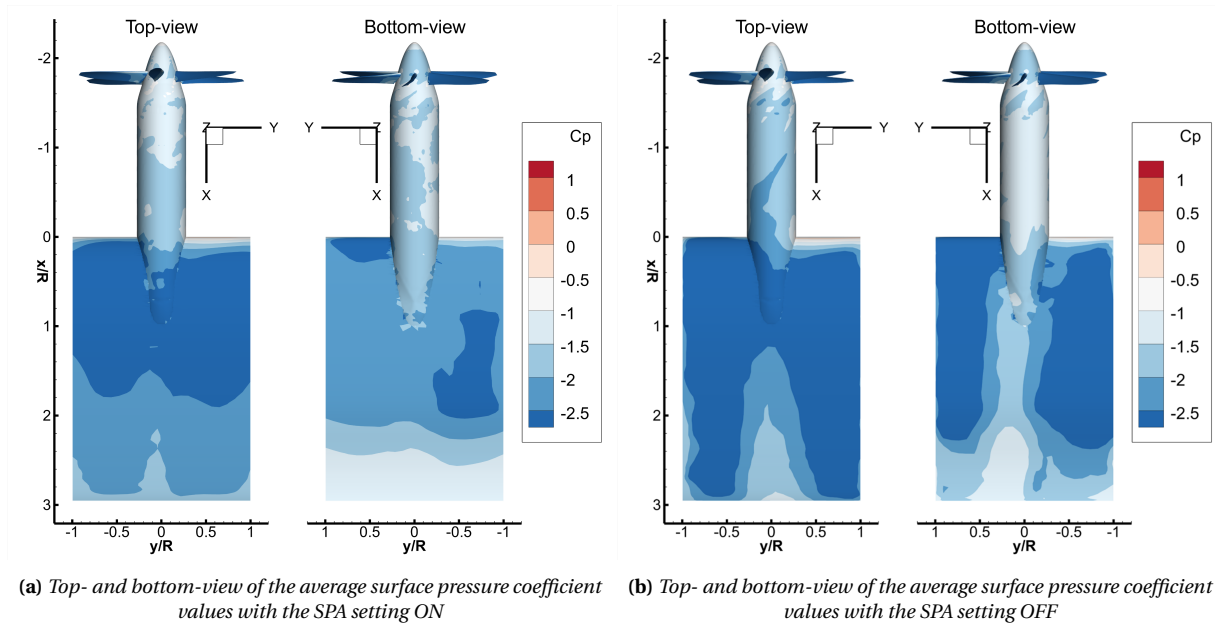 Top-view
Bottom-view
-2
-1
0
1
2
3
x/R
Z
Y
X
Y
Z
X
-1
-0.5
0
0.5
1
y/R
1
0.5
0
-0.5
-1
y/R
Cp
1
0.5
0
-0.5
-1
-1.5
-2
-2.5
(a) Top- and bottom-view of the average surface pressure coefficient
values with the SPA setting ON
Top-view
Bottom-view
-2
-1
0
1
2
3
x/R
Z
Y
X
Y
Z
X
-1
-0.5
0
0.5
1
y/R
1
0.5
0
-0.5
-1
y/R
Cp
1
0.5
0
-0.5
-1
-1.5
-2
-2.5
(b) Top- and bottom-view of the average surface pressure coefficient
values with the SPA setting OFF